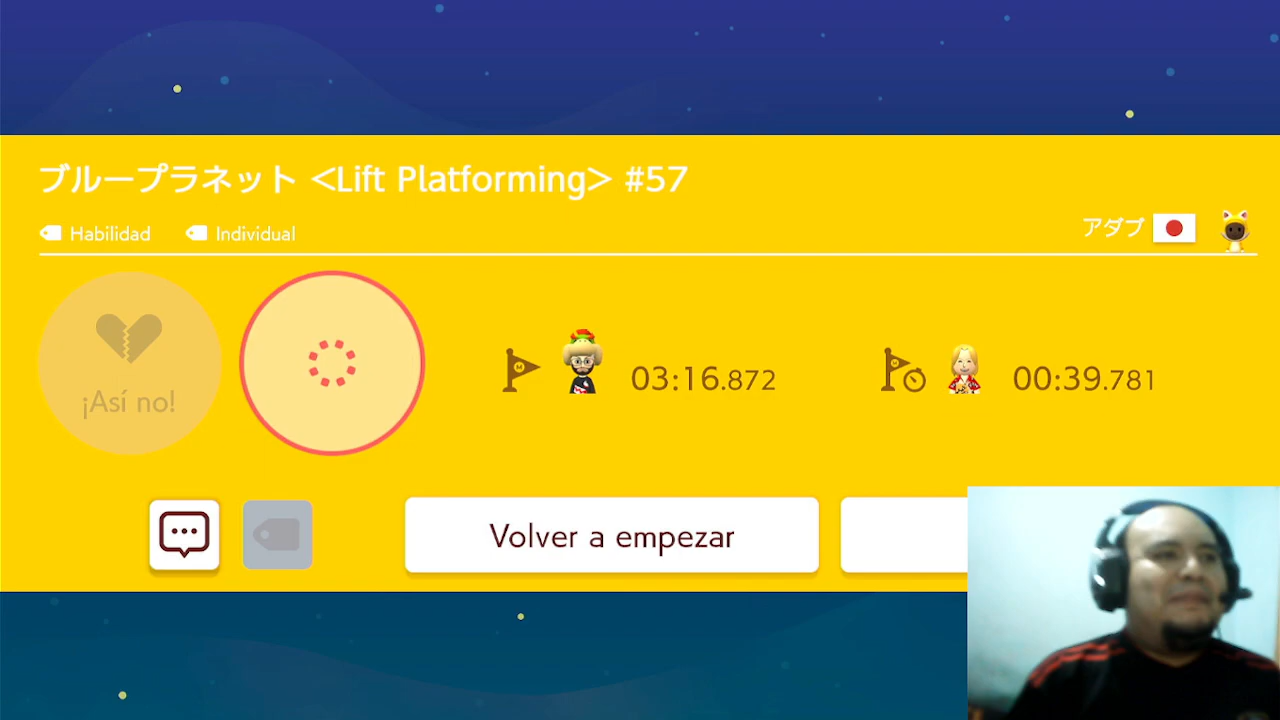 ブループラネット <Lift Platforming> #57
Habilidad Individual
アダブ
¡Así no!
03:16.872
00:39.781
Volver a empezar